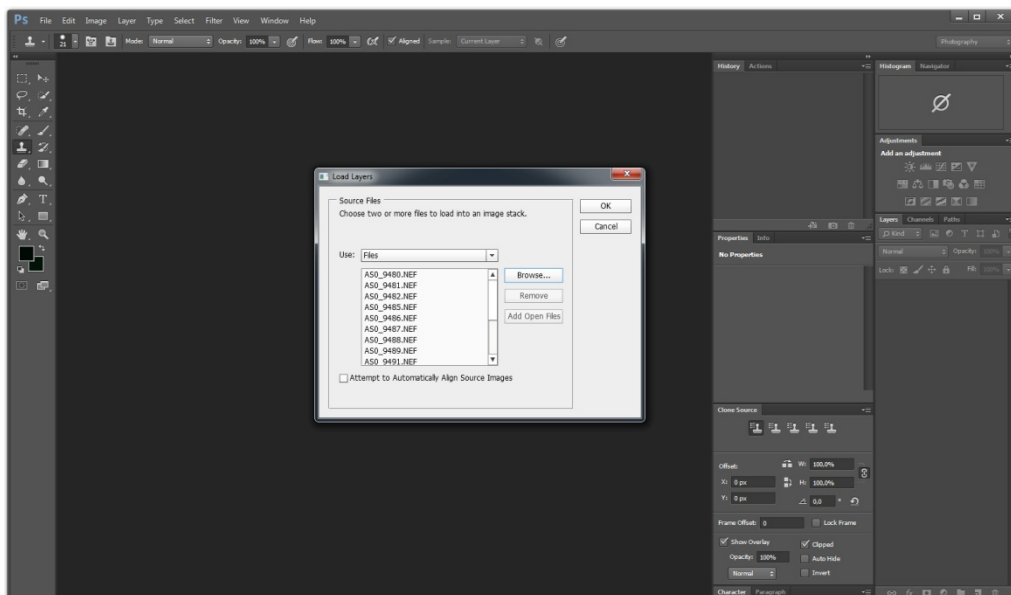 Ps File Edit Image Layer Type Select Filter View Window Help
21 Mode: Normal Opacity: 100% Flow: 100% Aligned Sample: Current Layer Photography
History Actions
Histogram Navigator
Adjustments
Add an adjustment
Load Layers
Source Files
Choose two or more files to load into an image stack.
OK
Cancel
Use: Files
AS0_9480.NEF
AS0_9481.NEF
AS0_9482.NEF
AS0_9485.NEF
AS0_9486.NEF
AS0_9487.NEF
AS0_9488.NEF
AS0_9489.NEF
AS0_9491.NEF
Browse...
Remove
Add Open Files
Attempt to Automatically Align Source Images
Layers Channels Paths
Kind
Normal Opacity: 100%
Lock: Fill: 100%
Properties Info
No Properties
Clone Source
Offset: W: 100,0%
X: 0 px H: 100,0%
Y: 0 px 0,0 °
Frame Offset: 0 Lock Frame
Show Overlay Clipped
Opacity: 100% Auto Hide
Normal Invert
Character Paragraph